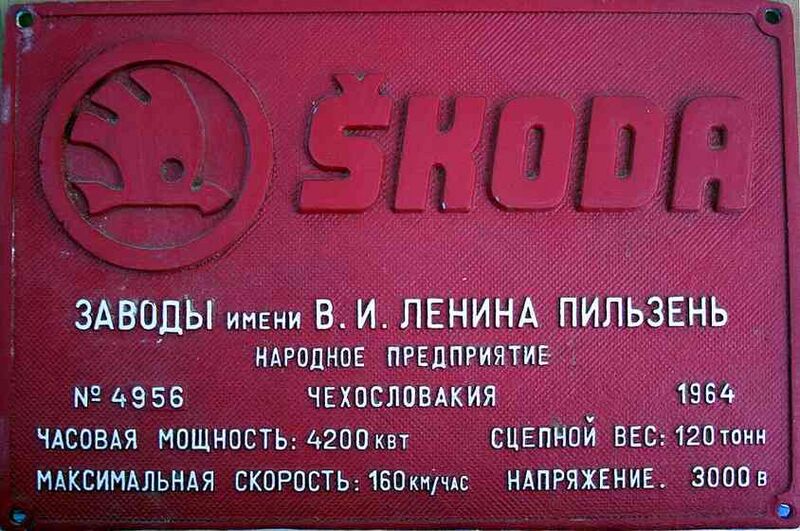 ŠKODA
ЗАВОДЫ ИМЕНИ В. И. ЛЕНИНА ПИЛЬЗЕНЬ
НАРОДНОЕ ПРЕДПРИЯТИЕ
№ 4956 ЧЕХОСЛОВАКИЯ 1964
ЧАСОВАЯ МОЩНОСТЬ: 4200 КВТ СЦЕПНОЙ ВЕС: 120 ТОНН
МАКСИМАЛЬНАЯ СКОРОСТЬ: 160 КМ/ЧАС НАПРЯЖЕНИЕ. 3000 В